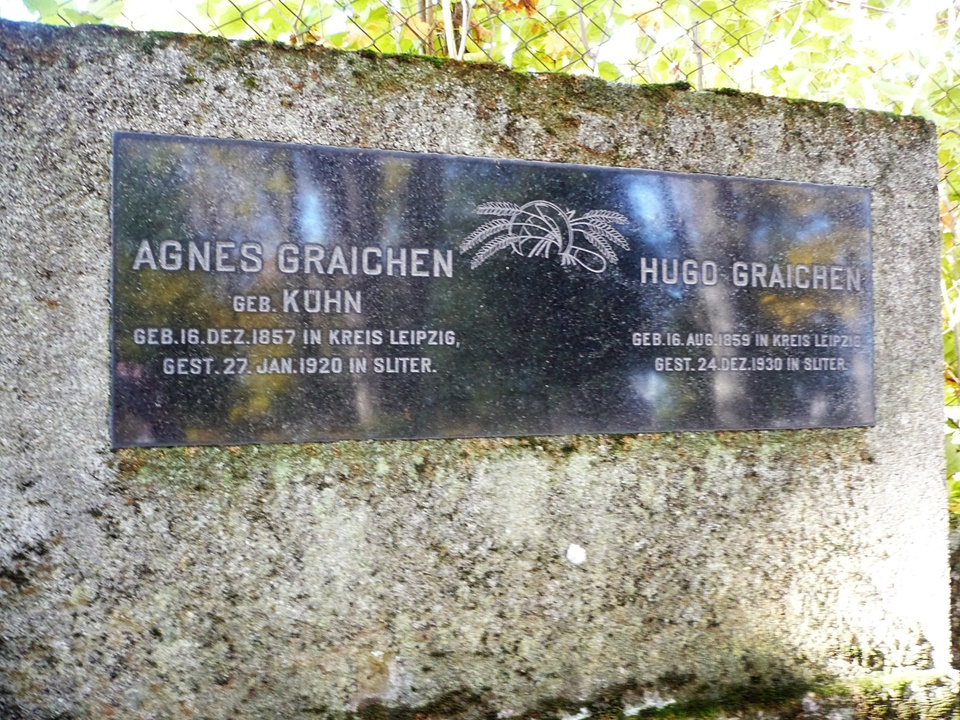 AGNES GRAICHEN
GEB. KÜHN
GEB. 16. DEZ. 1857 IN KREIS LEIPZIG,
GEST. 27. JAN. 1920 IN SLITER.
HUGO GRAICHEN
GEB. 16. AUG. 1859 IN KREIS LEIPZIG
GEST. 24. DEZ. 1930 IN SLITER.